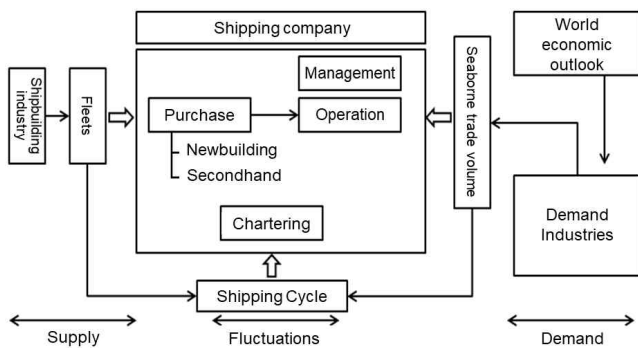 Shipping company
World
economic
outlook
Shipbuilding
industry
Fleets
Management
Purchase
Operation
Newbuilding
Secondhand
Chartering
Seaborne trade volume
Demand
Industries
Shipping Cycle
Supply
Fluctuations
Demand